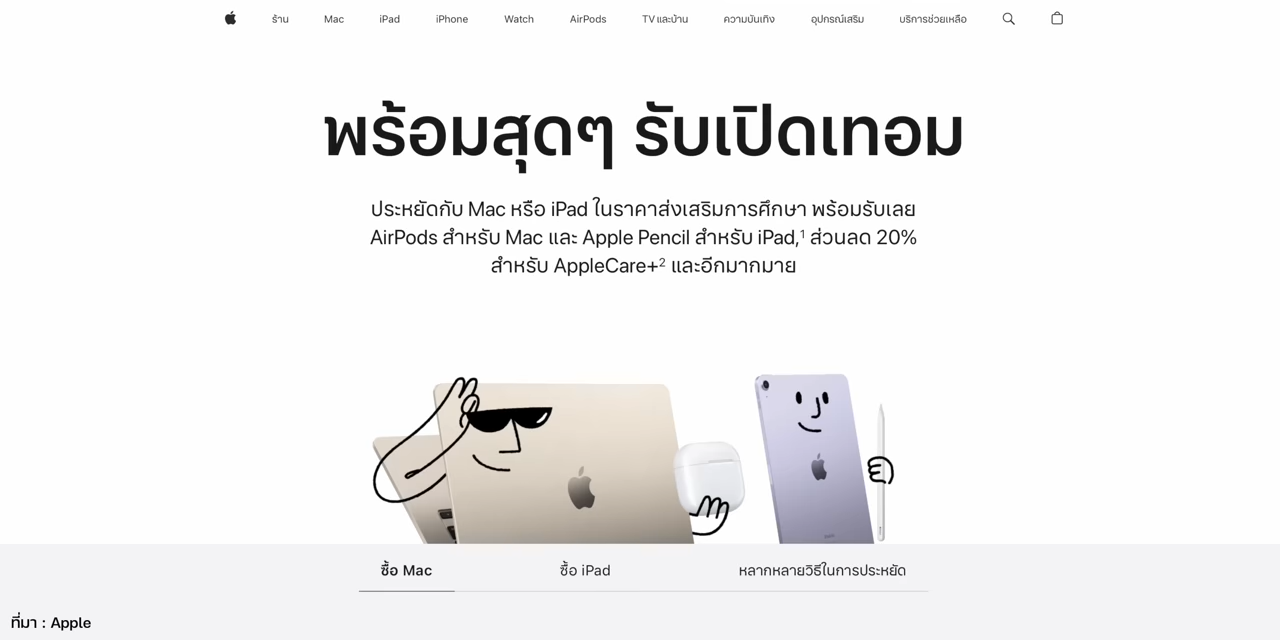 ร้าน Mac iPad iPhone Watch AirPods TV และบ้าน ความบันเทิง อุปกรณ์เสริม บริการช่วยเหลือ
พร้อมสุดๆ รับเปิดเทอม
ประหยัดกับ Mac หรือ iPad ในราคาส่งเสริมการศึกษา พร้อมรับเลย
AirPods สำหรับ Mac และ Apple Pencil สำหรับ iPad,¹ ส่วนลด 20%
สำหรับ AppleCare+² และอีกมากมาย
ซื้อ Mac ซื้อ iPad หลากหลายวิธีในการประหยัด
ที่มา : Apple